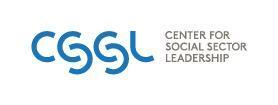 CSSL
CENTER FOR
SOCIAL SECTOR
LEADERSHIP